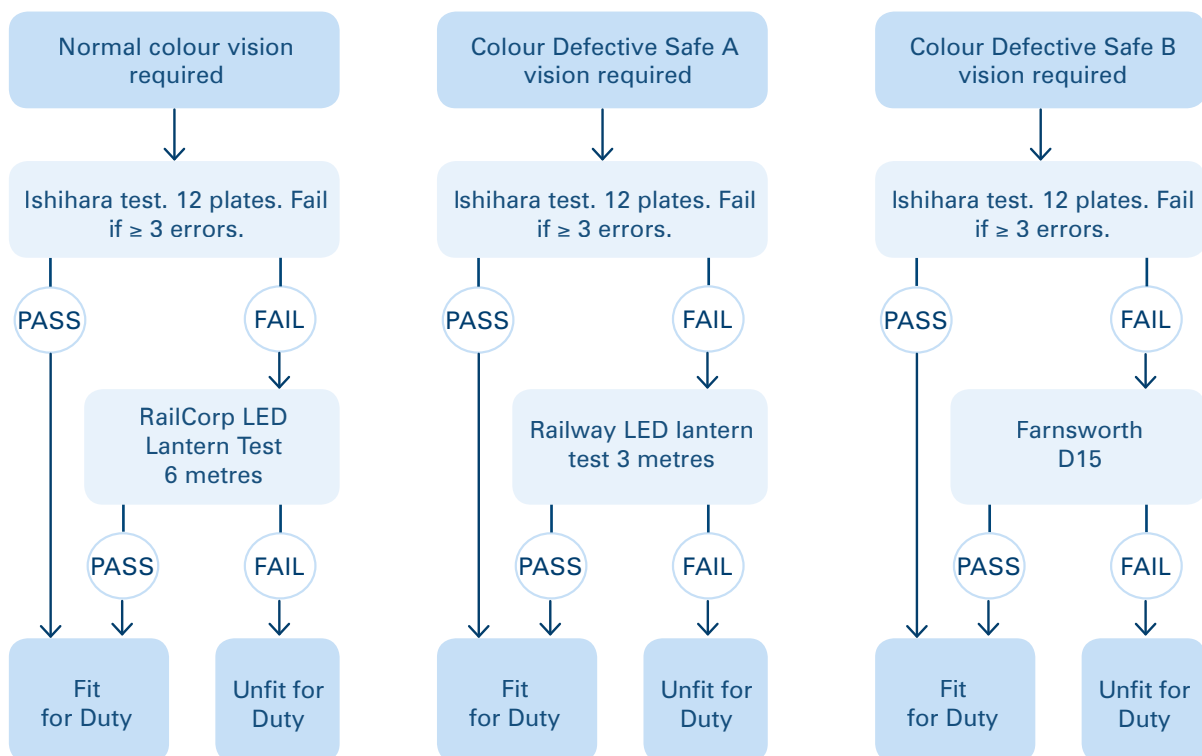 Normal colour vision
required
Ishihara test. 12 plates. Fail
if ≥ 3 errors.
PASS
FAIL
RailCorp LED
Lantern Test
6 metres
PASS
FAIL
Fit
for Duty
Unfit for
Duty
Colour Defective Safe A
vision required
Ishihara test. 12 plates. Fail
if ≥ 3 errors.
PASS
FAIL
Railway LED lantern
test 3 metres
PASS
FAIL
Fit
for Duty
Unfit for
Duty
Colour Defective Safe B
vision required
Ishihara test. 12 plates. Fail
if ≥ 3 errors.
PASS
FAIL
Farnsworth
D15
PASS
FAIL
Fit
for Duty
Unfit for
Duty